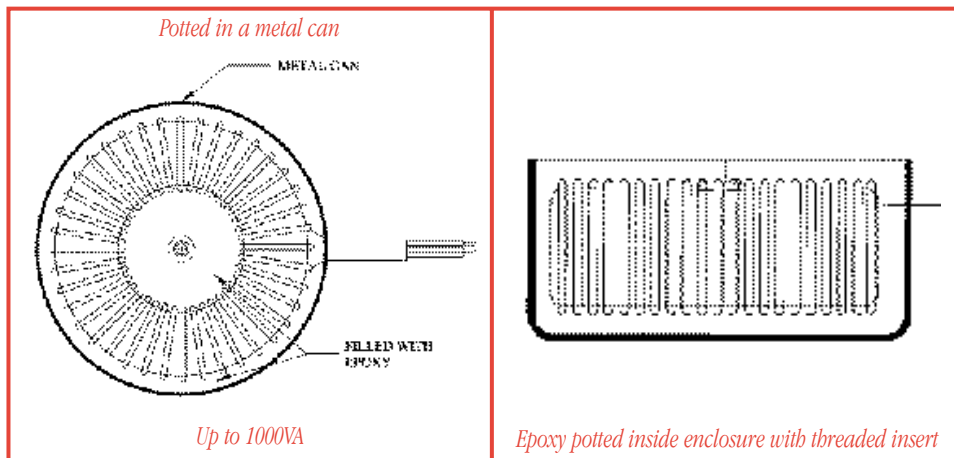 Potted in a metal can
METAL CAN
FILLED WITH
EPOXY
Up to 1000VA
Epoxy potted inside enclosure with threaded insert